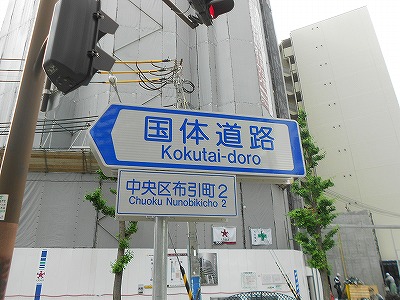 国体道路
Kokutai-doro
中央区布引町2
Chuoku Nunobikicho 2